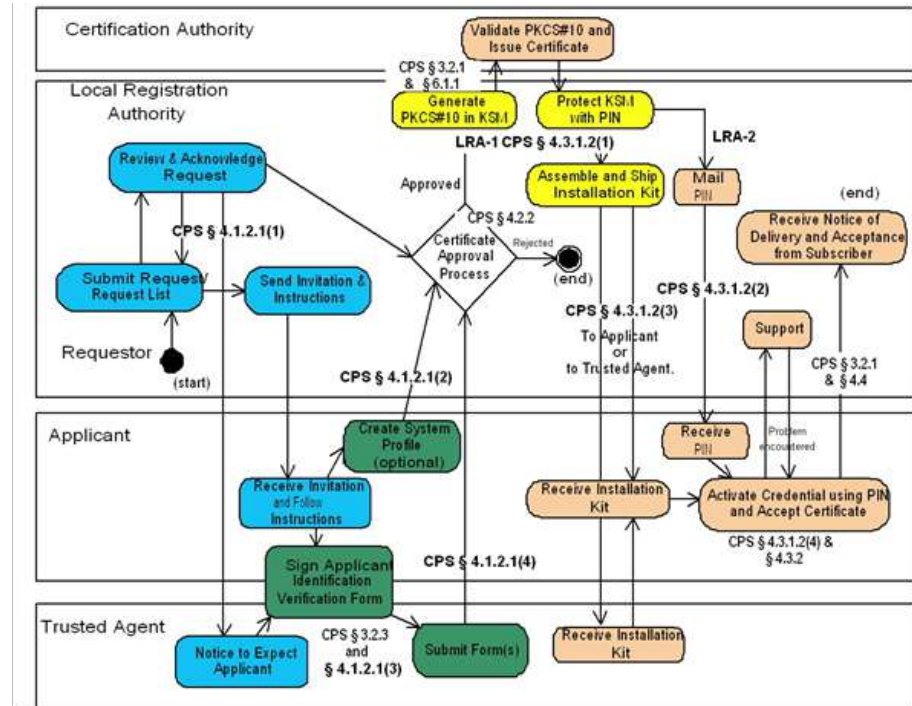 Certification Authority
Validate PKCS#10 and
Issue Certificate
CPS § 3.2.1
& § 6.1.1
Local Registration
Authority
Generate
PKCS#10 in KSM
Protect KSM
with PIN
LRA-1 CPS § 4.3.1.2(1)
LRA-2
Review & Acknowledge
Request
Approved
Assemble and Ship
Installation Kit
Mail
PIN
(end)
CPS § 4.2.2
Receive Notice of
Delivery and Acceptance
from Subscriber
CPS § 4.1.2.1(1)
Certificate
Approval
Process
Rejected
(end)
Submit Request/
Request List
Send Invitation &
Instructions
CPS § 4.3.1.2(2)
CPS § 4.3.1.2(3)
Support
To Applicant
or
to Trusted Agent.
Requestor
(start)
CPS § 4.1.2.1(2)
CPS § 3.2.1
& § 4.4
Applicant
Create System
Profile
(optional)
Receive
PIN
Problem
encountered
Receive Invitation
and Follow
Instructions
Receive Installation
Kit
Activate Credential using PIN
and Accept Certificate
CPS § 4.3.1.2(4) &
§ 4.3.2
Sign Applicant
Identification
Verification Form
CPS § 4.1.2.1(4)
Trusted Agent
Notice to Expect
Applicant
CPS § 3.2.3
and
§ 4.1.2.1(3)
Submit Form(s)
Receive Installation
Kit